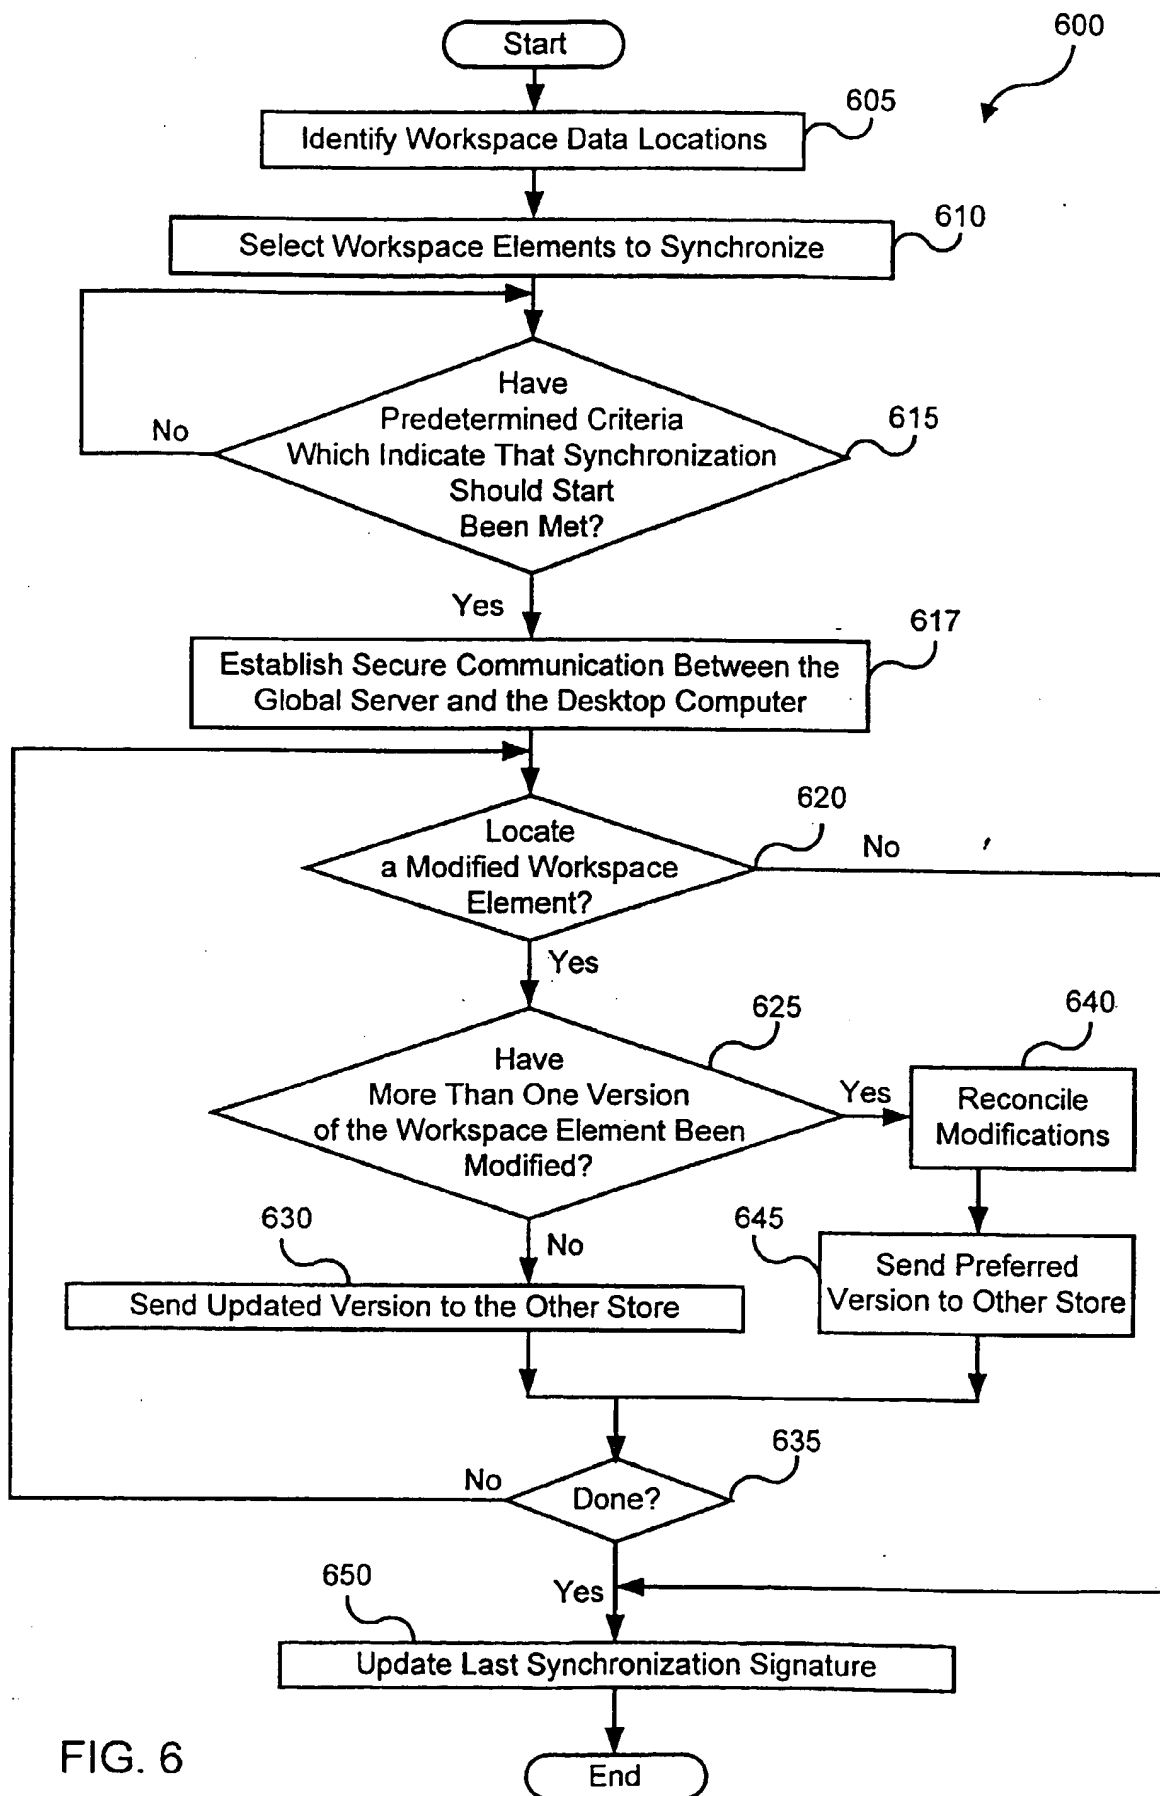 Start
600
605
Identify Workspace Data Locations
610
Select Workspace Elements to Synchronize
Have
Predetermined Criteria
Which Indicate That Synchronization
Should Start
Been Met?
No
615
Yes
617
Establish Secure Communication Between the
Global Server and the Desktop Computer
620
Locate
a Modified Workspace
Element?
No
Yes
625
640
Have
More Than One Version
of the Workspace Element Been
Modified?
Yes
Reconcile
Modifications
630
No
645
Send Updated Version to the Other Store
Send Preferred
Version to Other Store
635
No
Done?
650
Yes
Update Last Synchronization Signature
FIG. 6
End